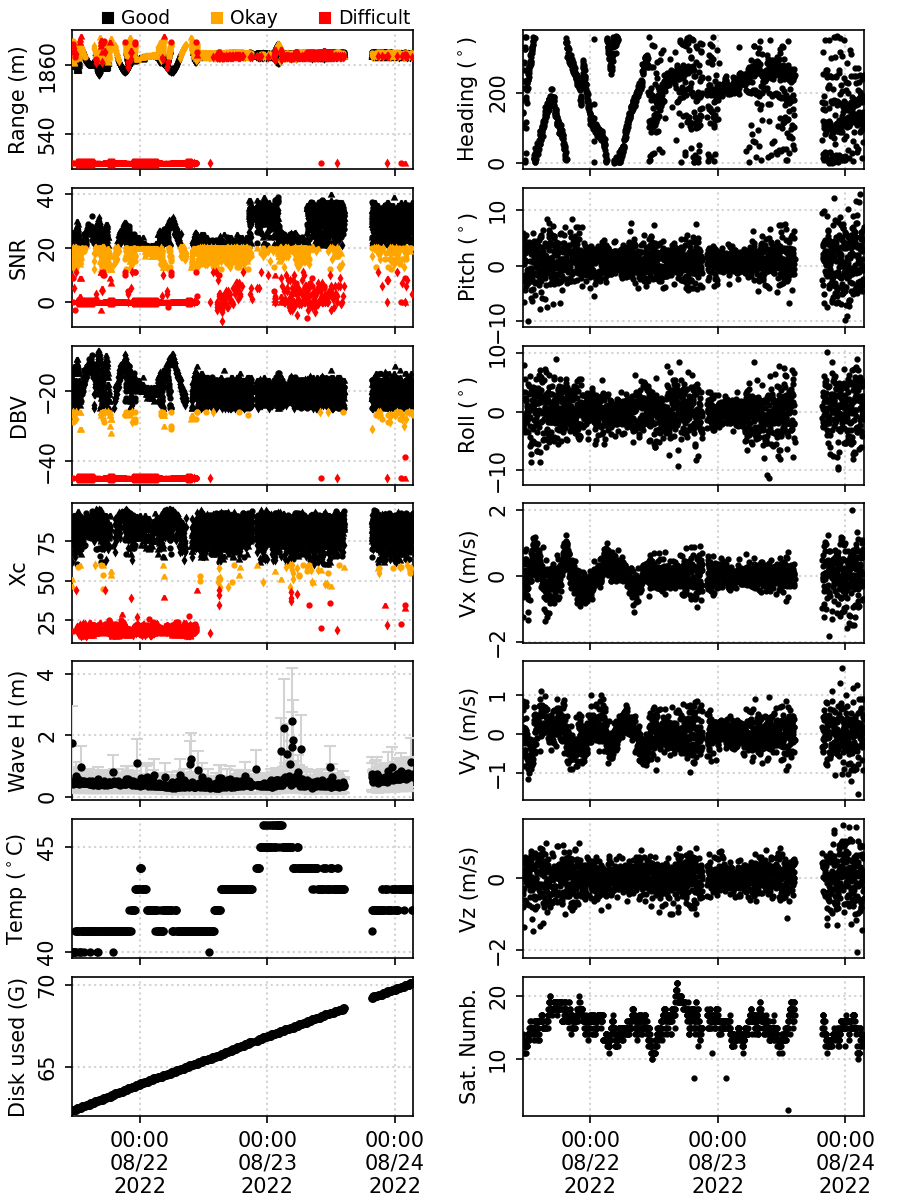 Good Okay Difficult
Range (m)
1860
540
Heading (°)
200
0
SNR
40
20
0
Pitch (°)
10
0
−10
DBV
−20
−40
Roll (°)
10
0
−10
Xc
75
50
25
Vx (m/s)
2
0
−2
Wave H (m)
4
2
0
Vy (m/s)
1
0
−1
Temp (°C)
45
40
Vz (m/s)
0
−2
Disk used (G)
70
65
Sat. Numb.
20
10
00:00 00:00 00:00
08/22 08/23 08/24
2022 2022 2022
00:00 00:00 00:00
08/22 08/23 08/24
2022 2022 2022